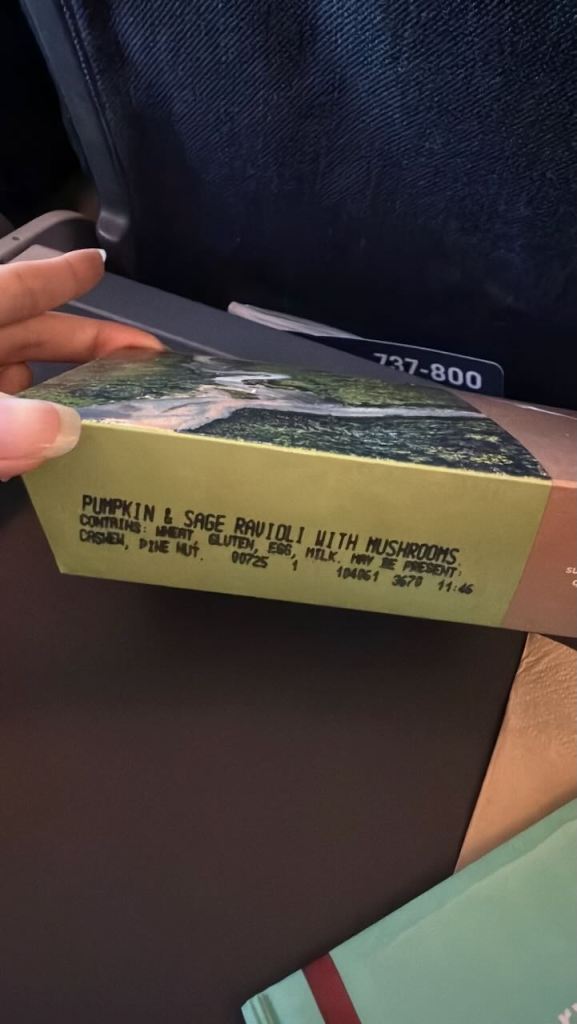 737-800
PUMPKIN & SAGE RAVIOLI WITH MUSHROOMS
CONTAINS: WHEAT, GLUTEN, EGG, MILK. MAY BE PRESENT:
CASHEW, PINE NUT. 00725 1 104061 3670 11:46